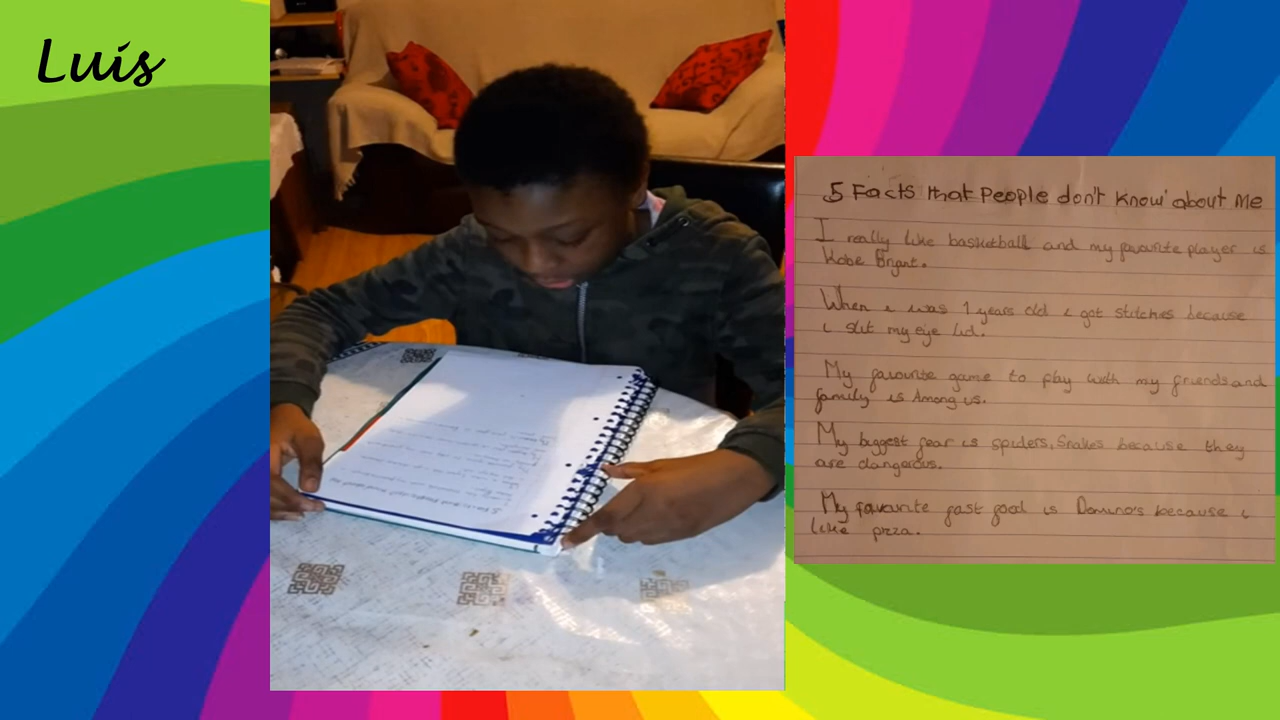 Luis
5 Facts that People don't Know about Me
I really like basketball and my favourite player is
Kobe Bryant.
When i was 1 years old i got stitches because
i slit my eye lid.
My favourite game to play with my friends and
family is Among us.
My biggest fear is spiders, Snakes because they
are dangerous.
My favourite fast food is Domino's because i
like pizza.